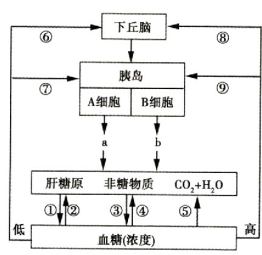 ⑥ 下丘脑 ⑧
胰岛
⑦ A细胞 B细胞 ⑨
a b
肝糖原 非糖物质 CO₂+H₂O
① ② ③ ④ ⑤
低 血糖(浓度) 高